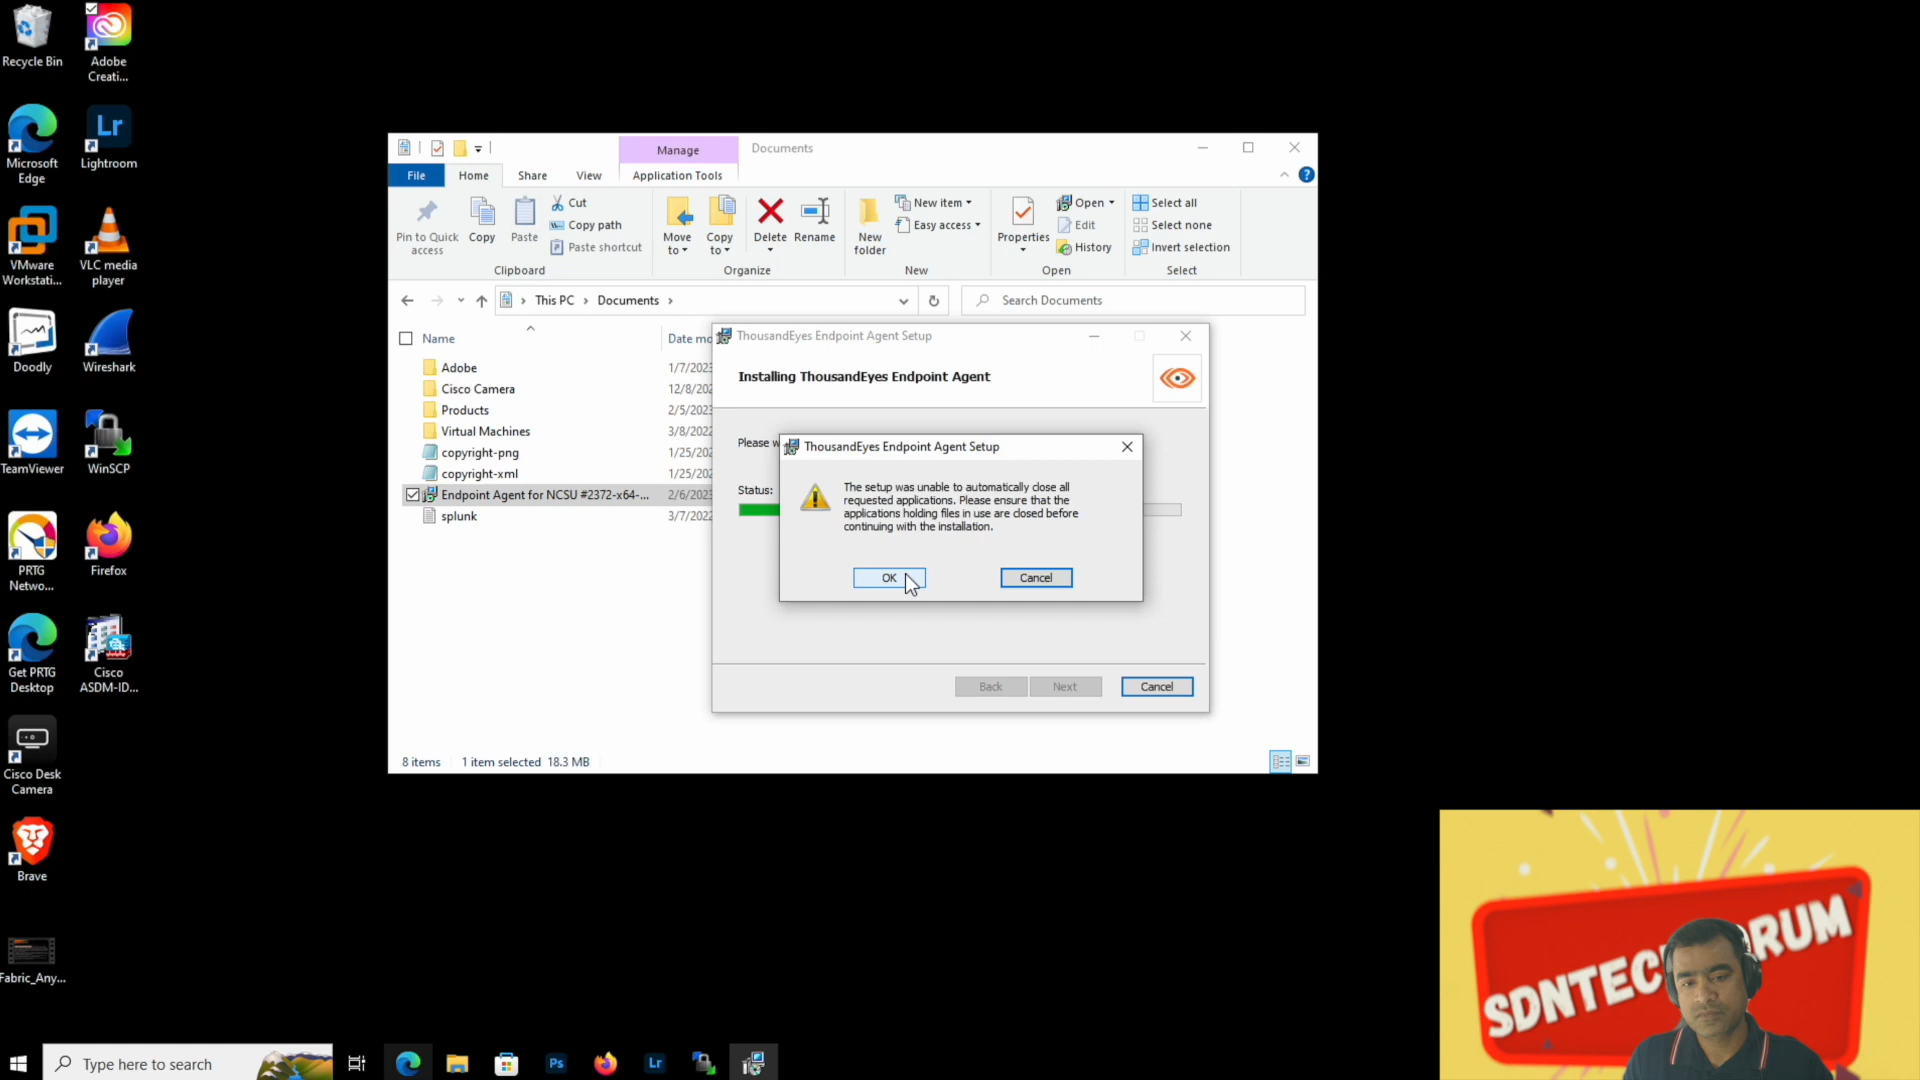 Recycle Bin
Adobe
Creati...
Microsoft
Edge
Lr
Lightroom
VMware
Workstati...
VLC media
player
Doodly
Wireshark
TeamViewer
WinSCP
PRTG
Netwo...
Firefox
Get PRTG
Desktop
Cisco
ASDM-ID...
Cisco Desk
Camera
Brave
Fabric_Any...
Manage
Documents
File
Home
Share
View
Application Tools
Pin to Quick
access
Copy
Paste
Cut
Copy path
Paste shortcut
Clipboard
Move
to
Copy
to
Delete
Rename
Organize
New
folder
New item
Easy access
New
Properties
Open
Edit
History
Open
Select all
Select none
Invert selection
Select
This PC
Documents
Search Documents
Name
Date mo
Adobe
1/7/2023
Cisco Camera
12/8/202
Products
2/5/2023
Virtual Machines
3/8/2022
copyright-png
1/25/202
copyright-xml
1/25/202
Endpoint Agent for NCSU #2372-x64-...
2/6/2023
splunk
3/7/2022
8 items
1 item selected 18.3 MB
ThousandEyes Endpoint Agent Setup
Installing ThousandEyes Endpoint Agent
Please w
Status:
Back
Next
Cancel
ThousandEyes Endpoint Agent Setup
The setup was unable to automatically close all
requested applications. Please ensure that the
applications holding files in use are closed before
continuing with the installation.
OK
Cancel
Type here to search
Ps
Lr
SDNTEC RUM